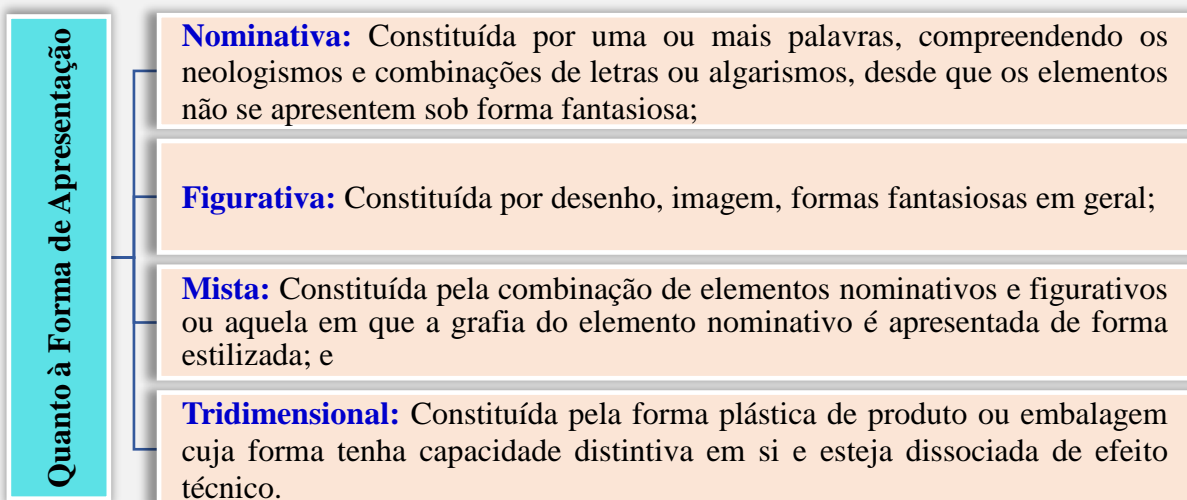 Quanto à Forma de Apresentação
Nominativa: Constituída por uma ou mais palavras, compreendendo os
neologismos e combinações de letras ou algarismos, desde que os elementos
não se apresentem sob forma fantasiosa;
Figurativa: Constituída por desenho, imagem, formas fantasiosas em geral;
Mista: Constituída pela combinação de elementos nominativos e figurativos
ou aquela em que a grafia do elemento nominativo é apresentada de forma
estilizada; e
Tridimensional: Constituída pela forma plástica de produto ou embalagem
cuja forma tenha capacidade distintiva em si e esteja dissociada de efeito
técnico.